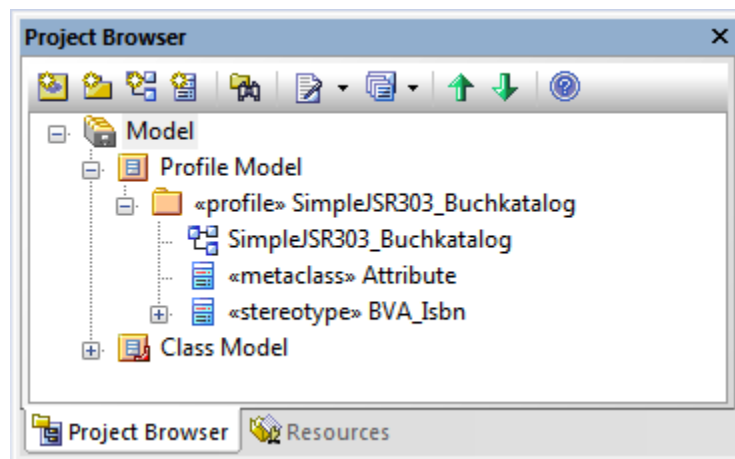 Project Browser
Model
Profile Model
«profile» SimpleJSR303_Buchkatalog
SimpleJSR303_Buchkatalog
«metaclass» Attribute
«stereotype» BVA_Isbn
Class Model
Project Browser Resources